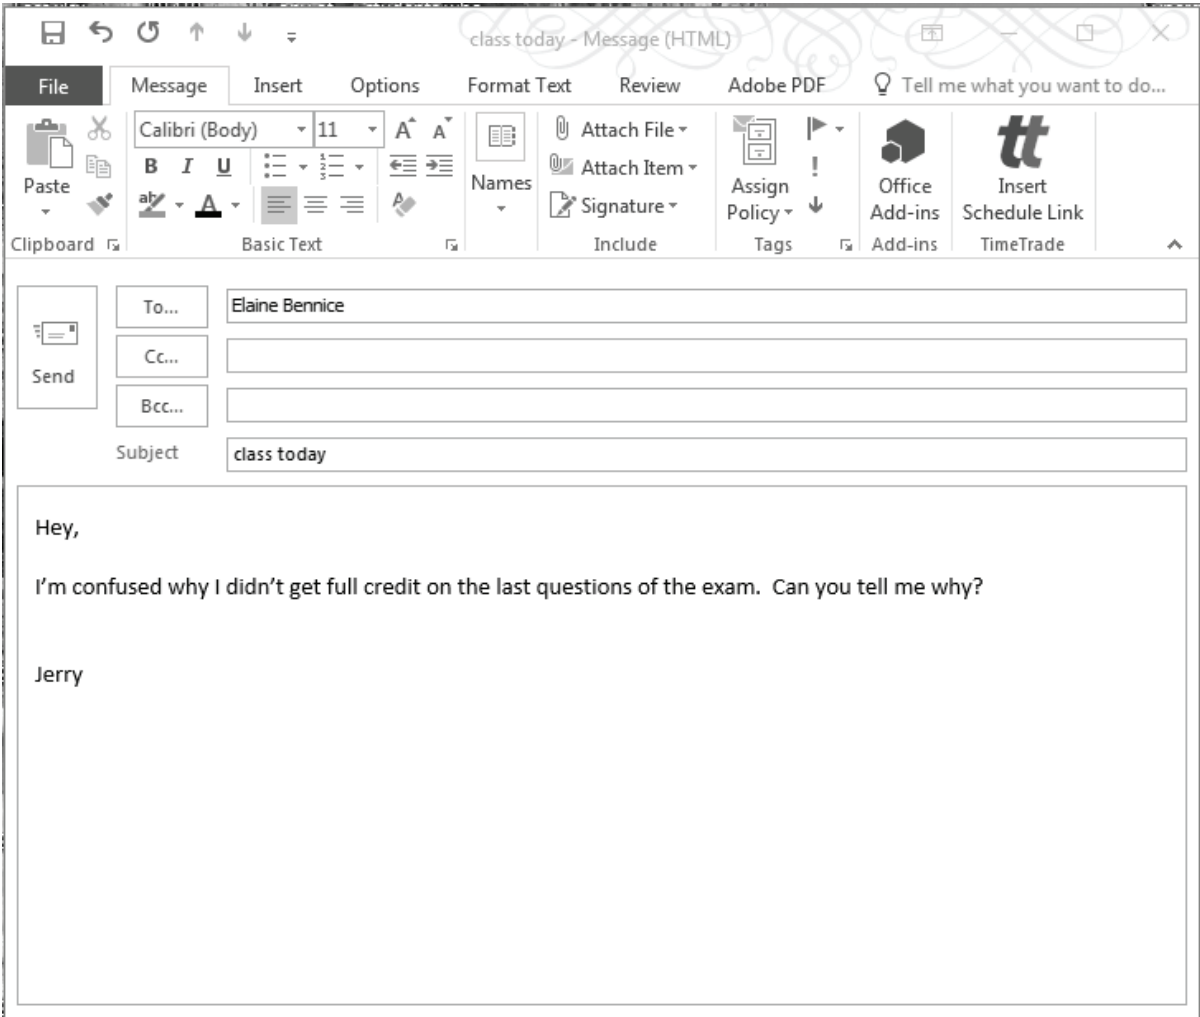 class today - Message (HTML)
File Message Insert Options Format Text Review Adobe PDF Tell me what you want to do...
Calibri (Body) 11 A A Attach File
B I U Attach Item
Paste Names Assign Policy Office Add-ins Insert Schedule Link
ab A Signature
Clipboard Basic Text Include Tags Add-ins TimeTrade
To... Elaine Bennice
Cc...
Send
Bcc...
Subject class today
Hey,
I'm confused why I didn't get full credit on the last questions of the exam.  Can you tell me why?
Jerry